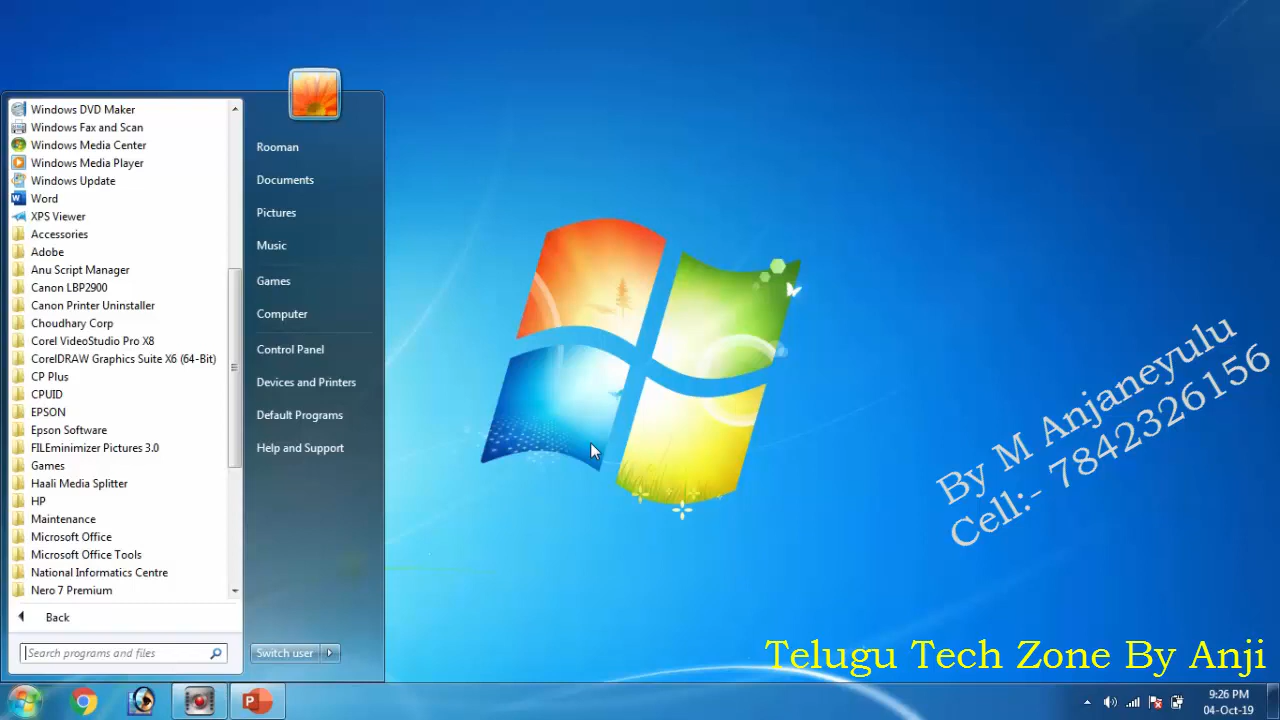 Windows DVD Maker
Windows Fax and Scan
Windows Media Center
Windows Media Player
Windows Update
Word
XPS Viewer
Accessories
Adobe
Anu Script Manager
Canon LBP2900
Canon Printer Uninstaller
Choudhary Corp
Corel VideoStudio Pro X8
CorelDRAW Graphics Suite X6 (64-Bit)
CP Plus
CPUID
EPSON
Epson Software
FILEminimizer Pictures 3.0
Games
Haali Media Splitter
HP
Maintenance
Microsoft Office
Microsoft Office Tools
National Informatics Centre
Nero 7 Premium
Back
Search programs and files
Rooman
Documents
Pictures
Music
Games
Computer
Control Panel
Devices and Printers
Default Programs
Help and Support
Switch user
By M Anjaneyulu
Cell:- 7842326156
Telugu Tech Zone By Anji
9:26 PM
04-Oct-19